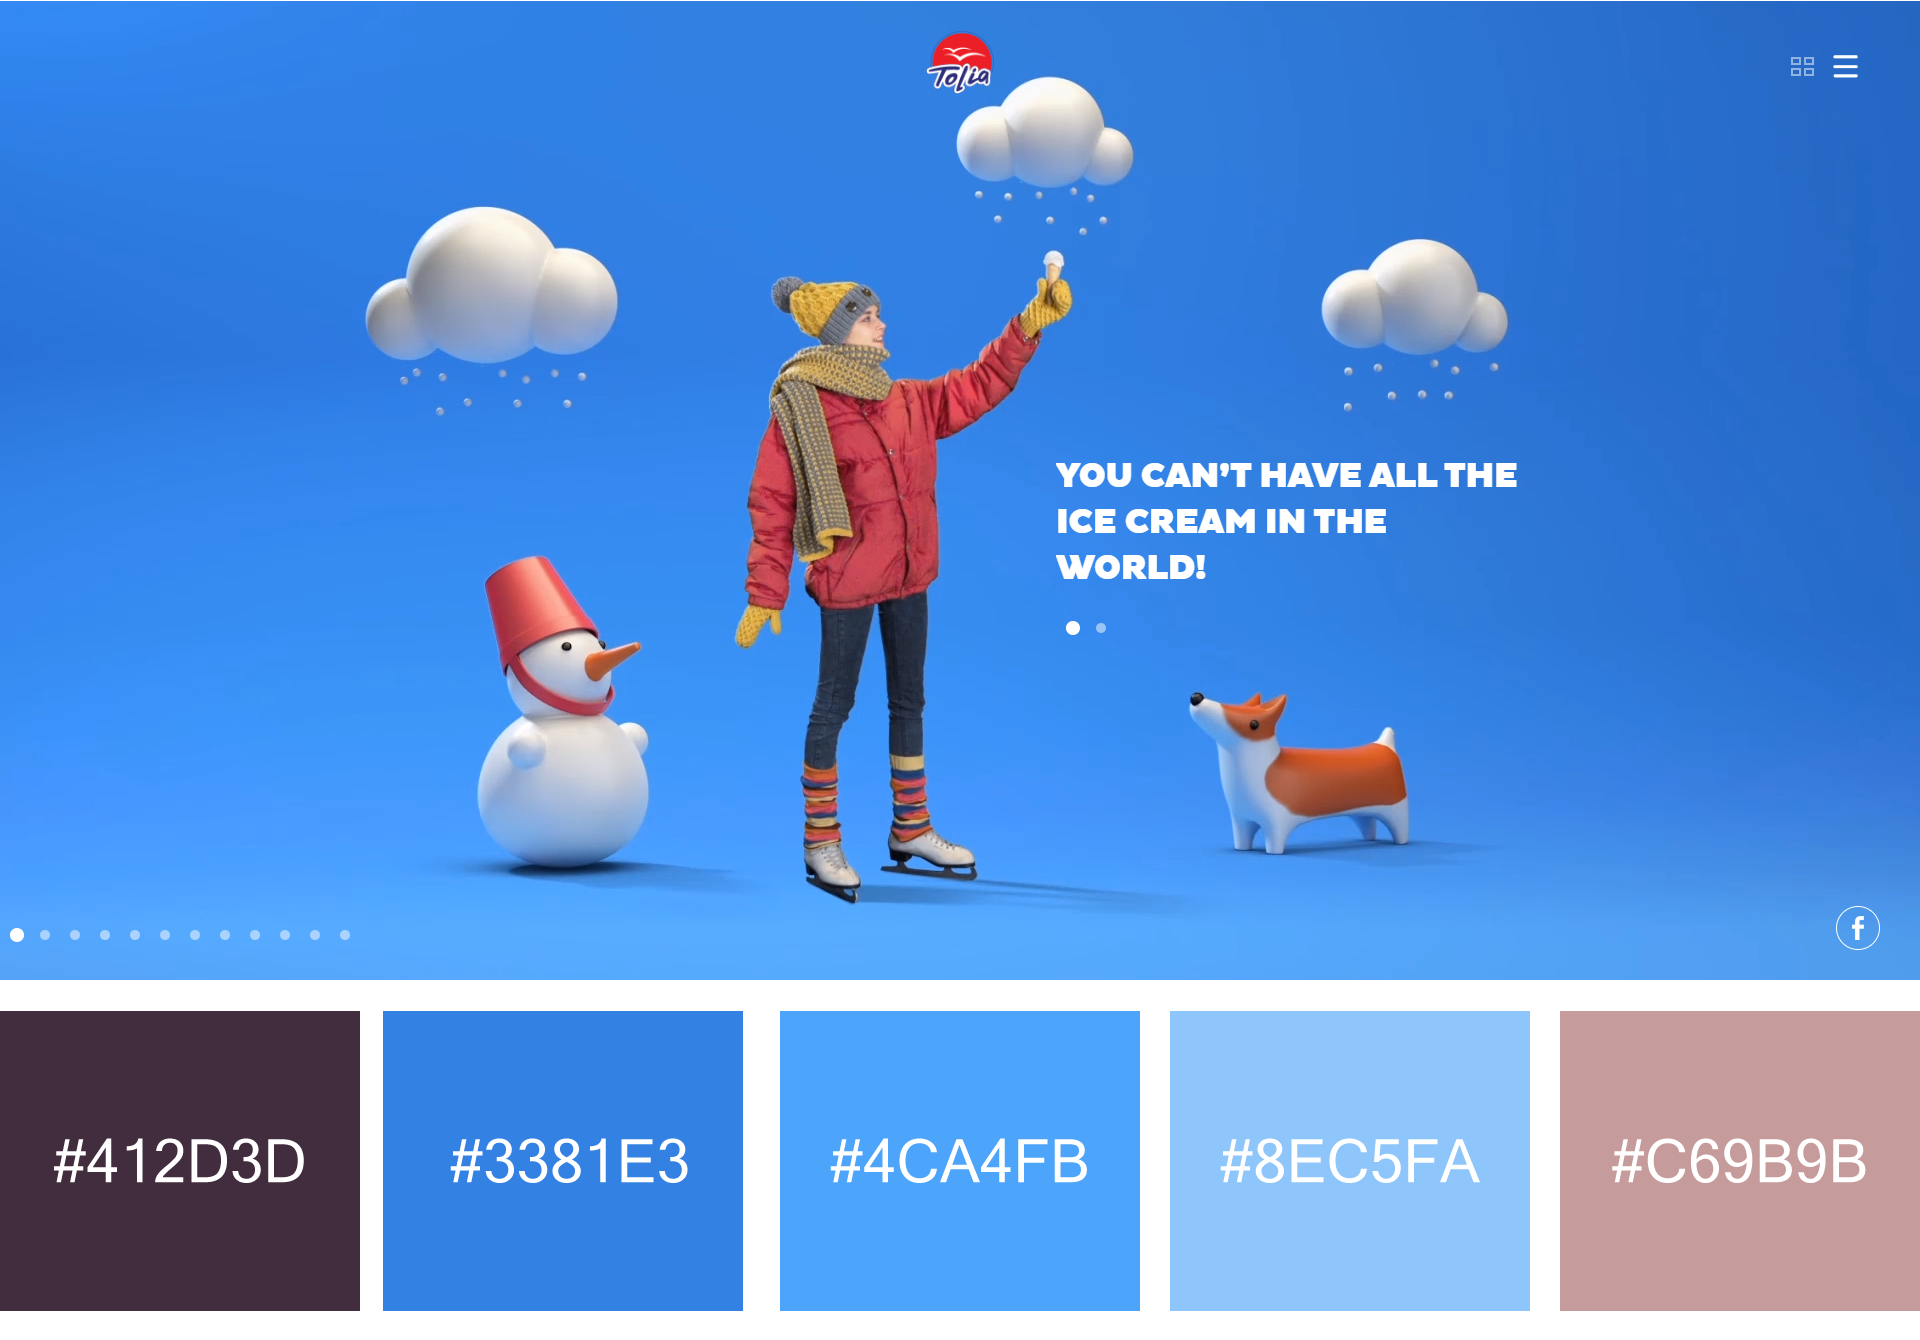 Tolia
YOU CAN'T HAVE ALL THE
ICE CREAM IN THE
WORLD!
f
#412D3D
#3381E3
#4CA4FB
#8EC5FA
#C69B9B